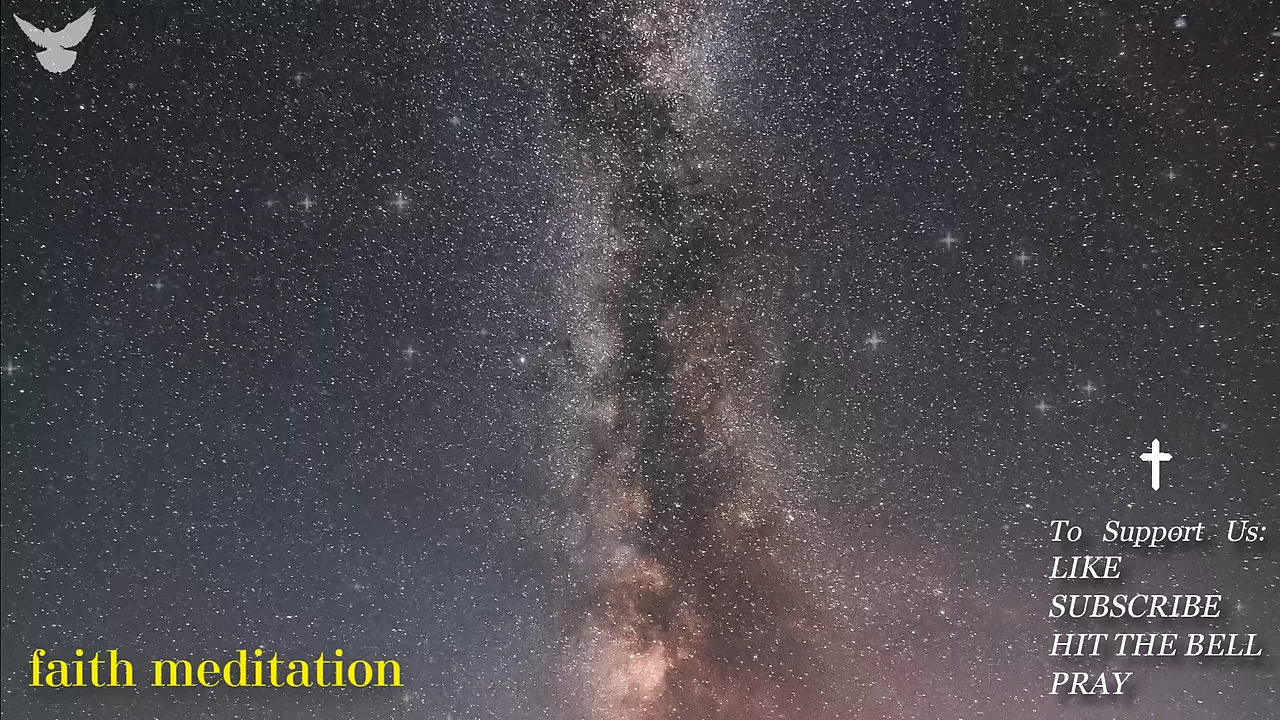 faith meditation
To Support Us:
LIKE
SUBSCRIBE
HIT THE BELL
PRAY